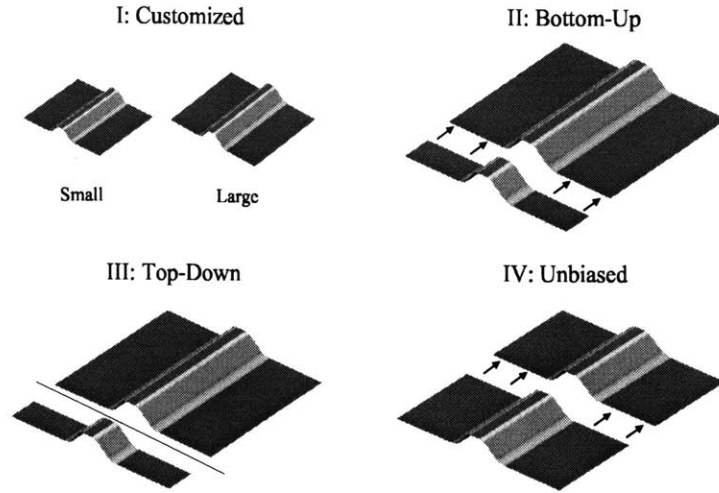 I: Customized
II: Bottom-Up
Small
Large
III: Top-Down
IV: Unbiased